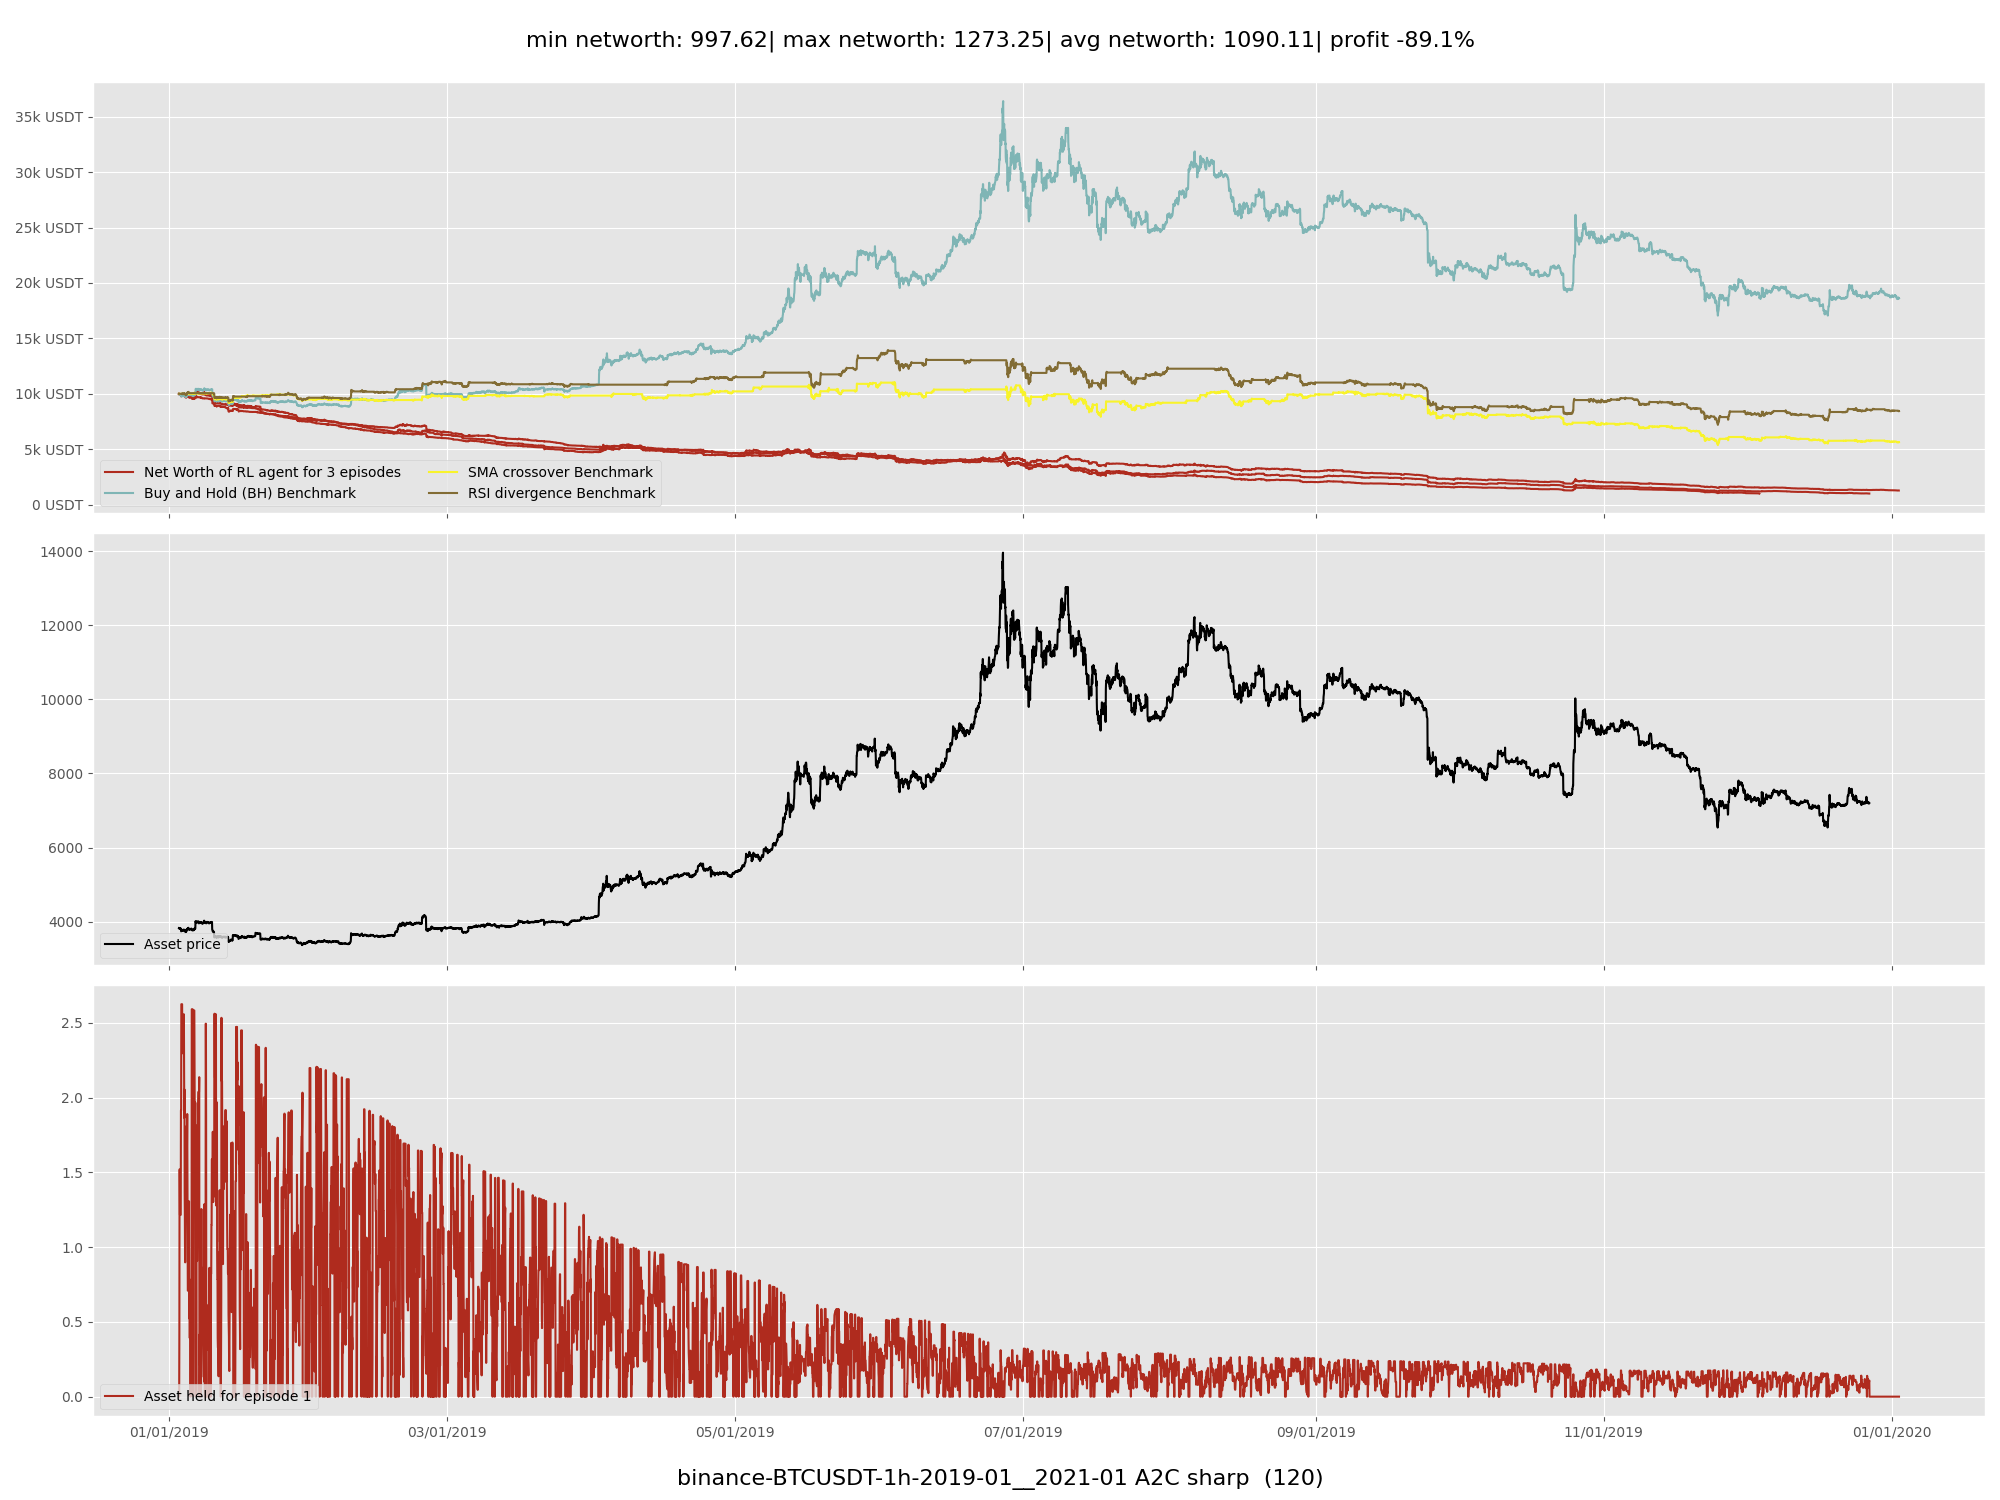 min networth: 997.62| max networth: 1273.25| avg networth: 1090.11| profit -89.1%
35k USDT
30k USDT
25k USDT
20k USDT
15k USDT
10k USDT
5k USDT
0 USDT
Net Worth of RL agent for 3 episodes
Buy and Hold (BH) Benchmark
SMA crossover Benchmark
RSI divergence Benchmark
14000
12000
10000
8000
6000
4000
Asset price
2.5
2.0
1.5
1.0
0.5
0.0
Asset held for episode 1
01/01/2019 03/01/2019 05/01/2019 07/01/2019 09/01/2019 11/01/2019 01/01/2020
binance-BTCUSDT-1h-2019-01__2021-01 A2C sharp (120)